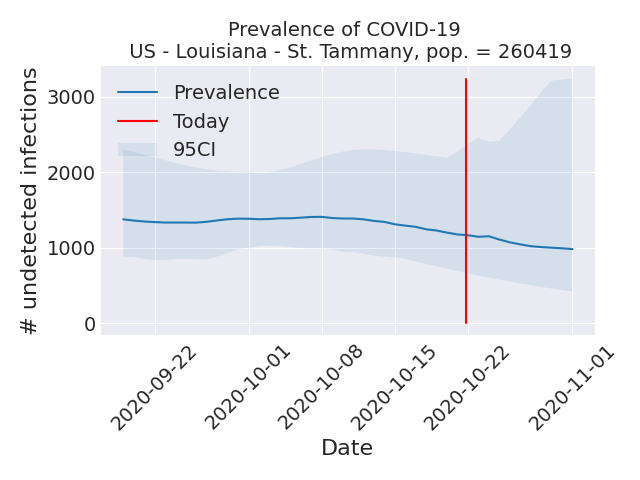 Prevalence of COVID-19
US - Louisiana - St. Tammany, pop. = 260419
# undetected infections
3000
2000
1000
0
Prevalence
Today
95CI
2020-09-22
2020-10-01
2020-10-08
2020-10-15
2020-10-22
2020-11-01
Date